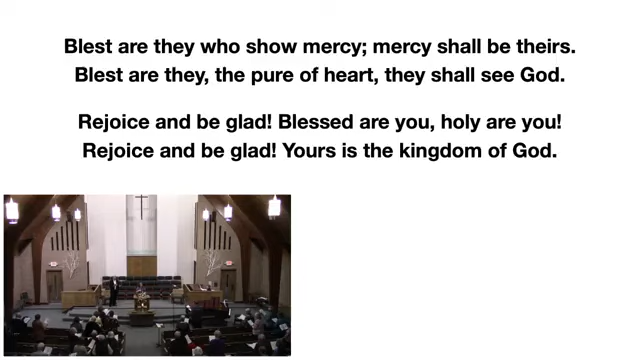 Blest are they who show mercy; mercy shall be theirs.
Blest are they, the pure of heart, they shall see God.
Rejoice and be glad! Blessed are you, holy are you!
Rejoice and be glad! Yours is the kingdom of God.